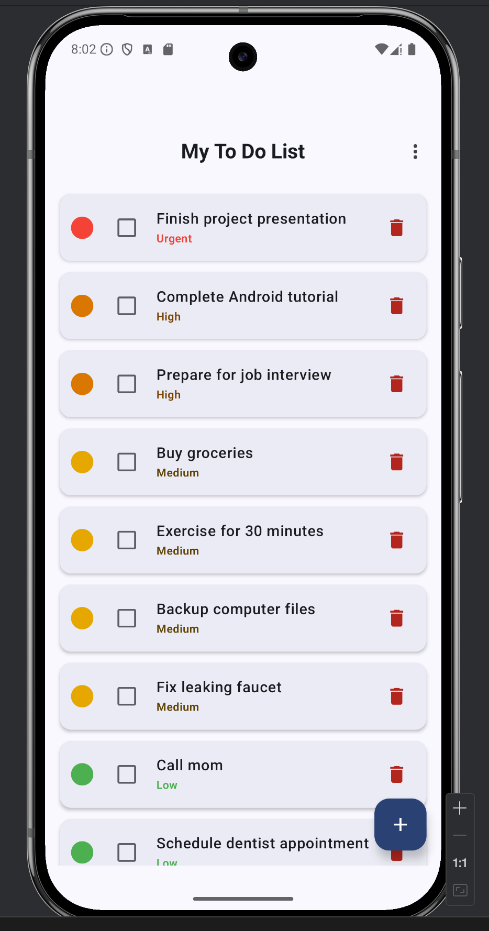 8:02
My To Do List
Finish project presentation
Urgent
Complete Android tutorial
High
Prepare for job interview
High
Buy groceries
Medium
Exercise for 30 minutes
Medium
Backup computer files
Medium
Fix leaking faucet
Medium
Call mom
Low
+
Schedule dentist appointment
Low
1:1